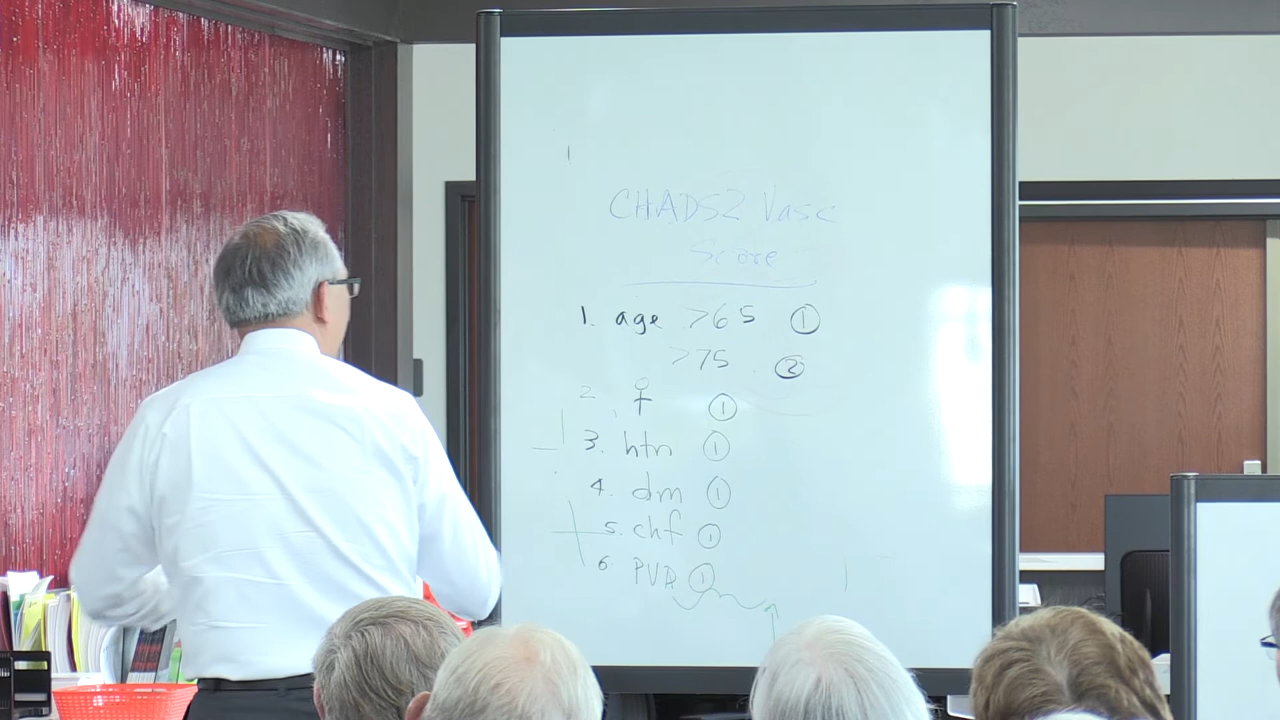 CHADS2 Vasc
Score
1. age >65 ①
>75 ②
2 ♀ ①
3. htn ①
4. dm ①
5. chf ①
6 PVD ①